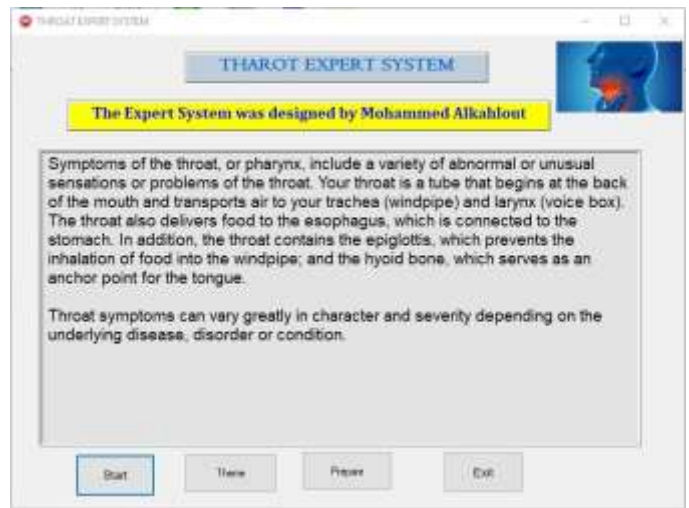 THROAT EXPERT SYSTEM
THAROT EXPERT SYSTEM
The Expert System was designed by Mohammed Alkahlout
Symptoms of the throat, or pharynx, include a variety of abnormal or unusual
sensations or problems of the throat. Your throat is a tube that begins at the back
of the mouth and transports air to your trachea (windpipe) and larynx (voice box).
The throat also delivers food to the esophagus, which is connected to the
stomach. In addition, the throat contains the epiglottis, which prevents the
inhalation of food into the windpipe; and the hyoid bone, which serves as an
anchor point for the tongue.
Throat symptoms can vary greatly in character and severity depending on the
underlying disease, disorder or condition.
Start
Theme
Prepare
Exit